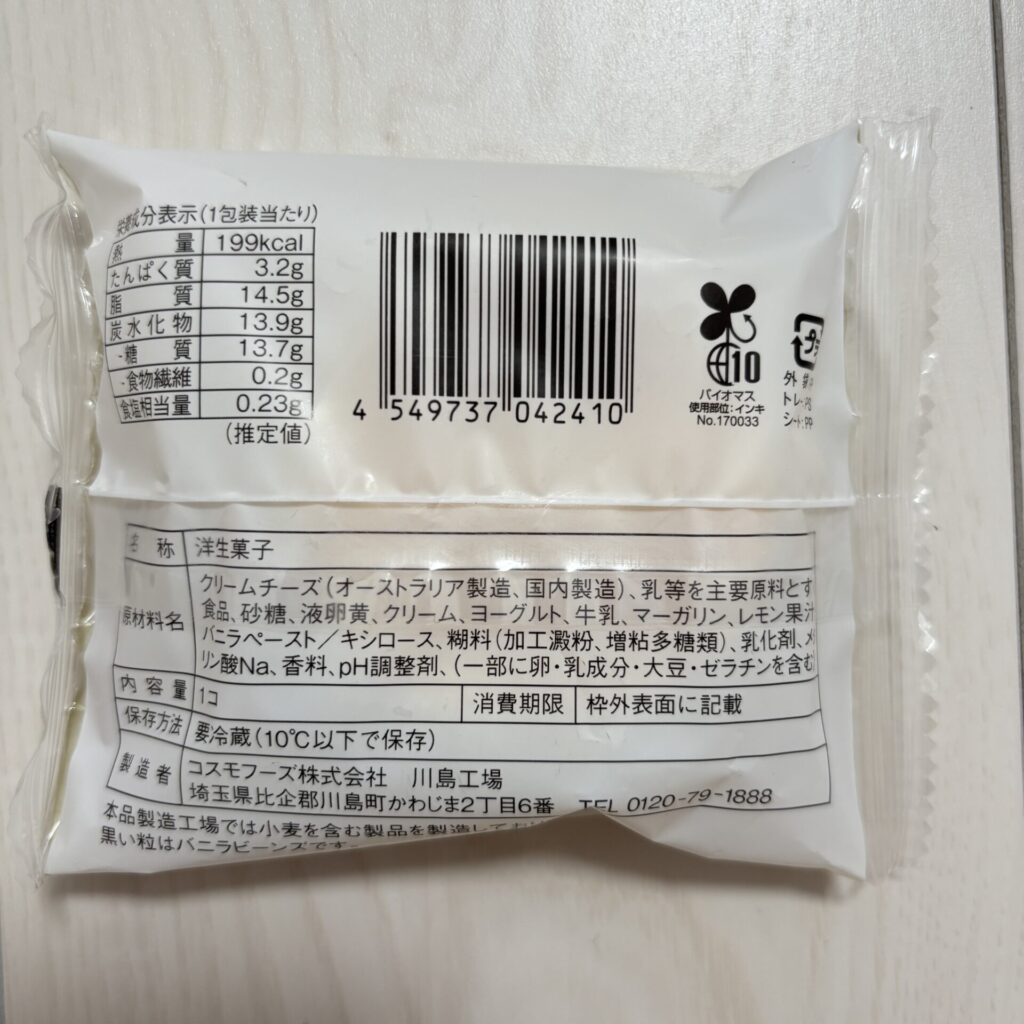 栄養成分表示(1包装当たり)
熱量 199kcal
たんぱく質 3.2g
脂質 14.5g
炭水化物 13.9g
-糖質 13.7g
-食物繊維 0.2g
食塩相当量 0.23g
(推定値)
4 549737 042410
10
バイオマス
使用部位:インキ
No.170033
プラ
外装:
トレー:PS
シート:PP
名称 洋生菓子
原材料名 クリームチーズ(オーストラリア製造、国内製造)、乳等を主要原料とす
食品、砂糖、液卵黄、クリーム、ヨーグルト、牛乳、マーガリン、レモン果汁
バニラペースト/キシロース、糊料(加工澱粉、増粘多糖類)、乳化剤、メ
リン酸Na、香料、pH調整剤、(一部に卵・乳成分・大豆・ゼラチンを含む)
内容量 1コ 消費期限 枠外表面に記載
保存方法 要冷蔵(10℃以下で保存)
製造者 コスモフーズ株式会社 川島工場
埼玉県比企郡川島町かわじま2丁目6番 TEL 0120-79-1888
本品製造工場では小麦を含む製品を製造してお
黒い粒はバニラビーンズです。